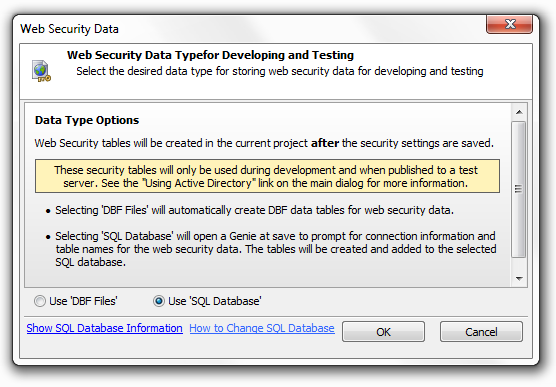 Web Security Data
Web Security Data Typefor Developing and Testing
Select the desired data type for storing web security data for developing and testing
Data Type Options
Web Security tables will be created in the current project after the security settings are saved.
These security tables will only be used during development and when published to a test
server. See the "Using Active Directory" link on the main dialog for more information.
• Selecting 'DBF Files' will automatically create DBF data tables for web security data.
• Selecting 'SQL Database' will open a Genie at save to prompt for connection information and
table names for the web security data. The tables will be created and added to the selected
SQL database.
Use 'DBF Files' Use 'SQL Database'
Show SQL Database Information How to Change SQL Database OK Cancel